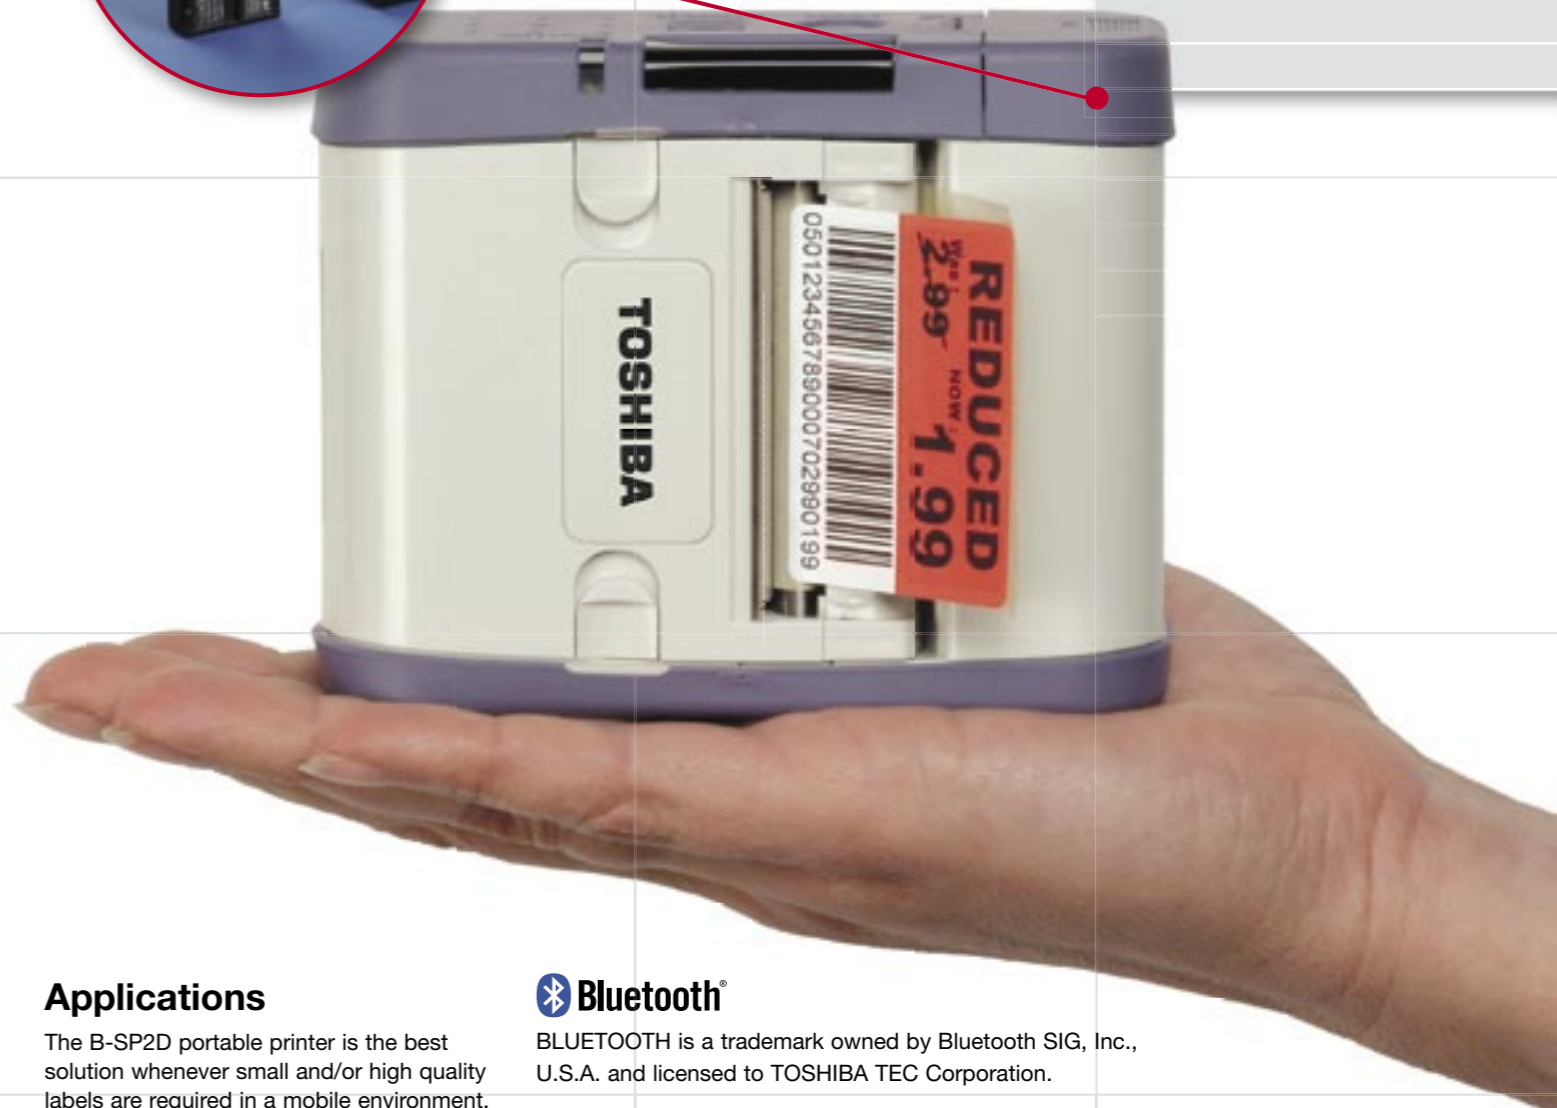 TOSHIBA
REDUCED
Was
2.99
NOW :
1.99
050123456789000702990199
Applications
The B-SP2D portable printer is the best
solution whenever small and/or high quality
labels are required in a mobile environment.
Bluetooth®
BLUETOOTH is a trademark owned by Bluetooth SIG, Inc.,
U.S.A. and licensed to TOSHIBA TEC Corporation.